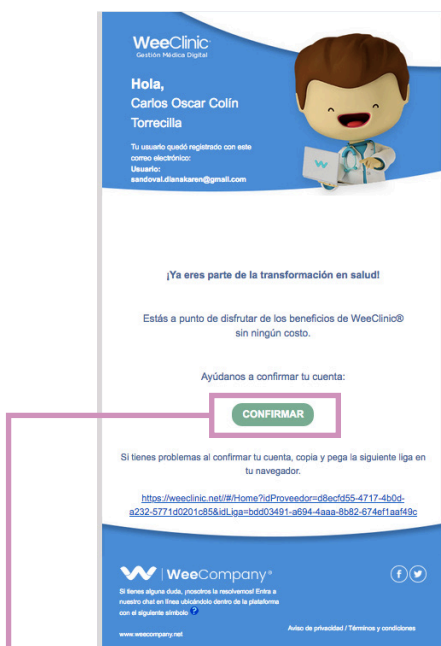 WeeClinic
Gestión Médica Digital
Hola,
Carlos Oscar Colín
Torrecilla
Tu usuario quedó registrado con este
correo electrónico:
Usuario:
sandoval.dianakaren@gmail.com
¡Ya eres parte de la transformación en salud!
Estás a punto de disfrutar de los beneficios de WeeClinic®
sin ningún costo.
Ayúdanos a confirmar tu cuenta:
CONFIRMAR
Si tienes problemas al confirmar tu cuenta, copia y pega la siguiente liga en
tu navegador.
https://weeclinic.net//#/Home?idProveedor=d8ecfd55-4717-4b0d-
a232-5771d0201c85&idLiga=bdd03491-a694-4aaa-8b82-674ef1aaf49c
WeeCompany®
Si tienes alguna duda, ¡nosotros la resolvemos! Entra a
nuestro chat en línea ubicándolo dentro de la plataforma
con el siguiente símbolo ?
www.weecompany.net
Aviso de privacidad / Términos y condiciones